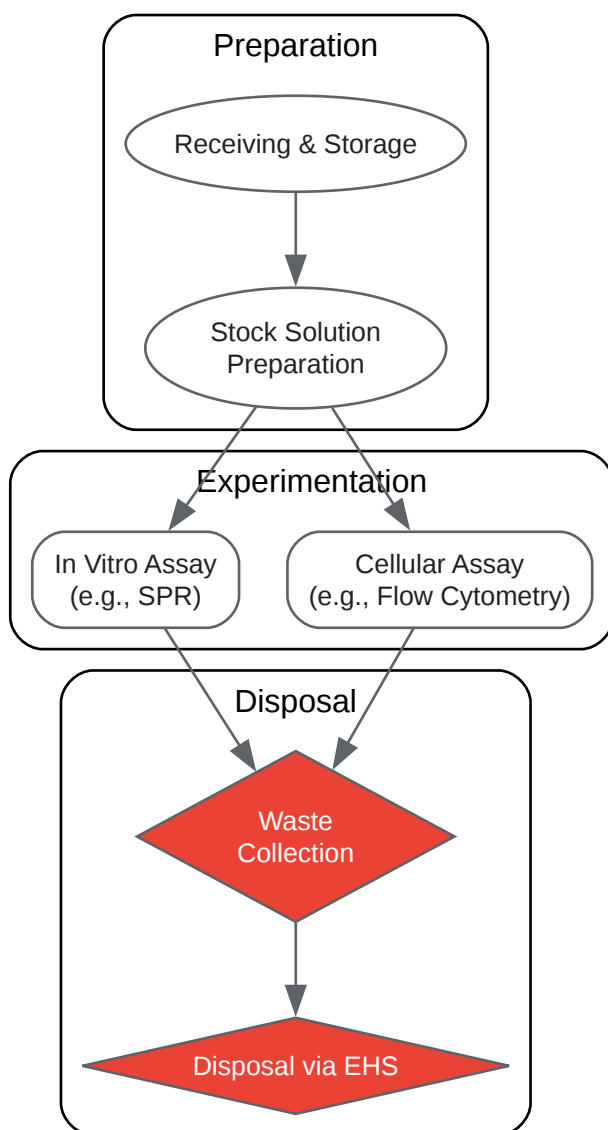 Preparation
Receiving & Storage
Stock Solution
Preparation
Experimentation
In Vitro Assay
(e.g., SPR)
Cellular Assay
(e.g., Flow Cytometry)
Disposal
Waste
Collection
Disposal via EHS